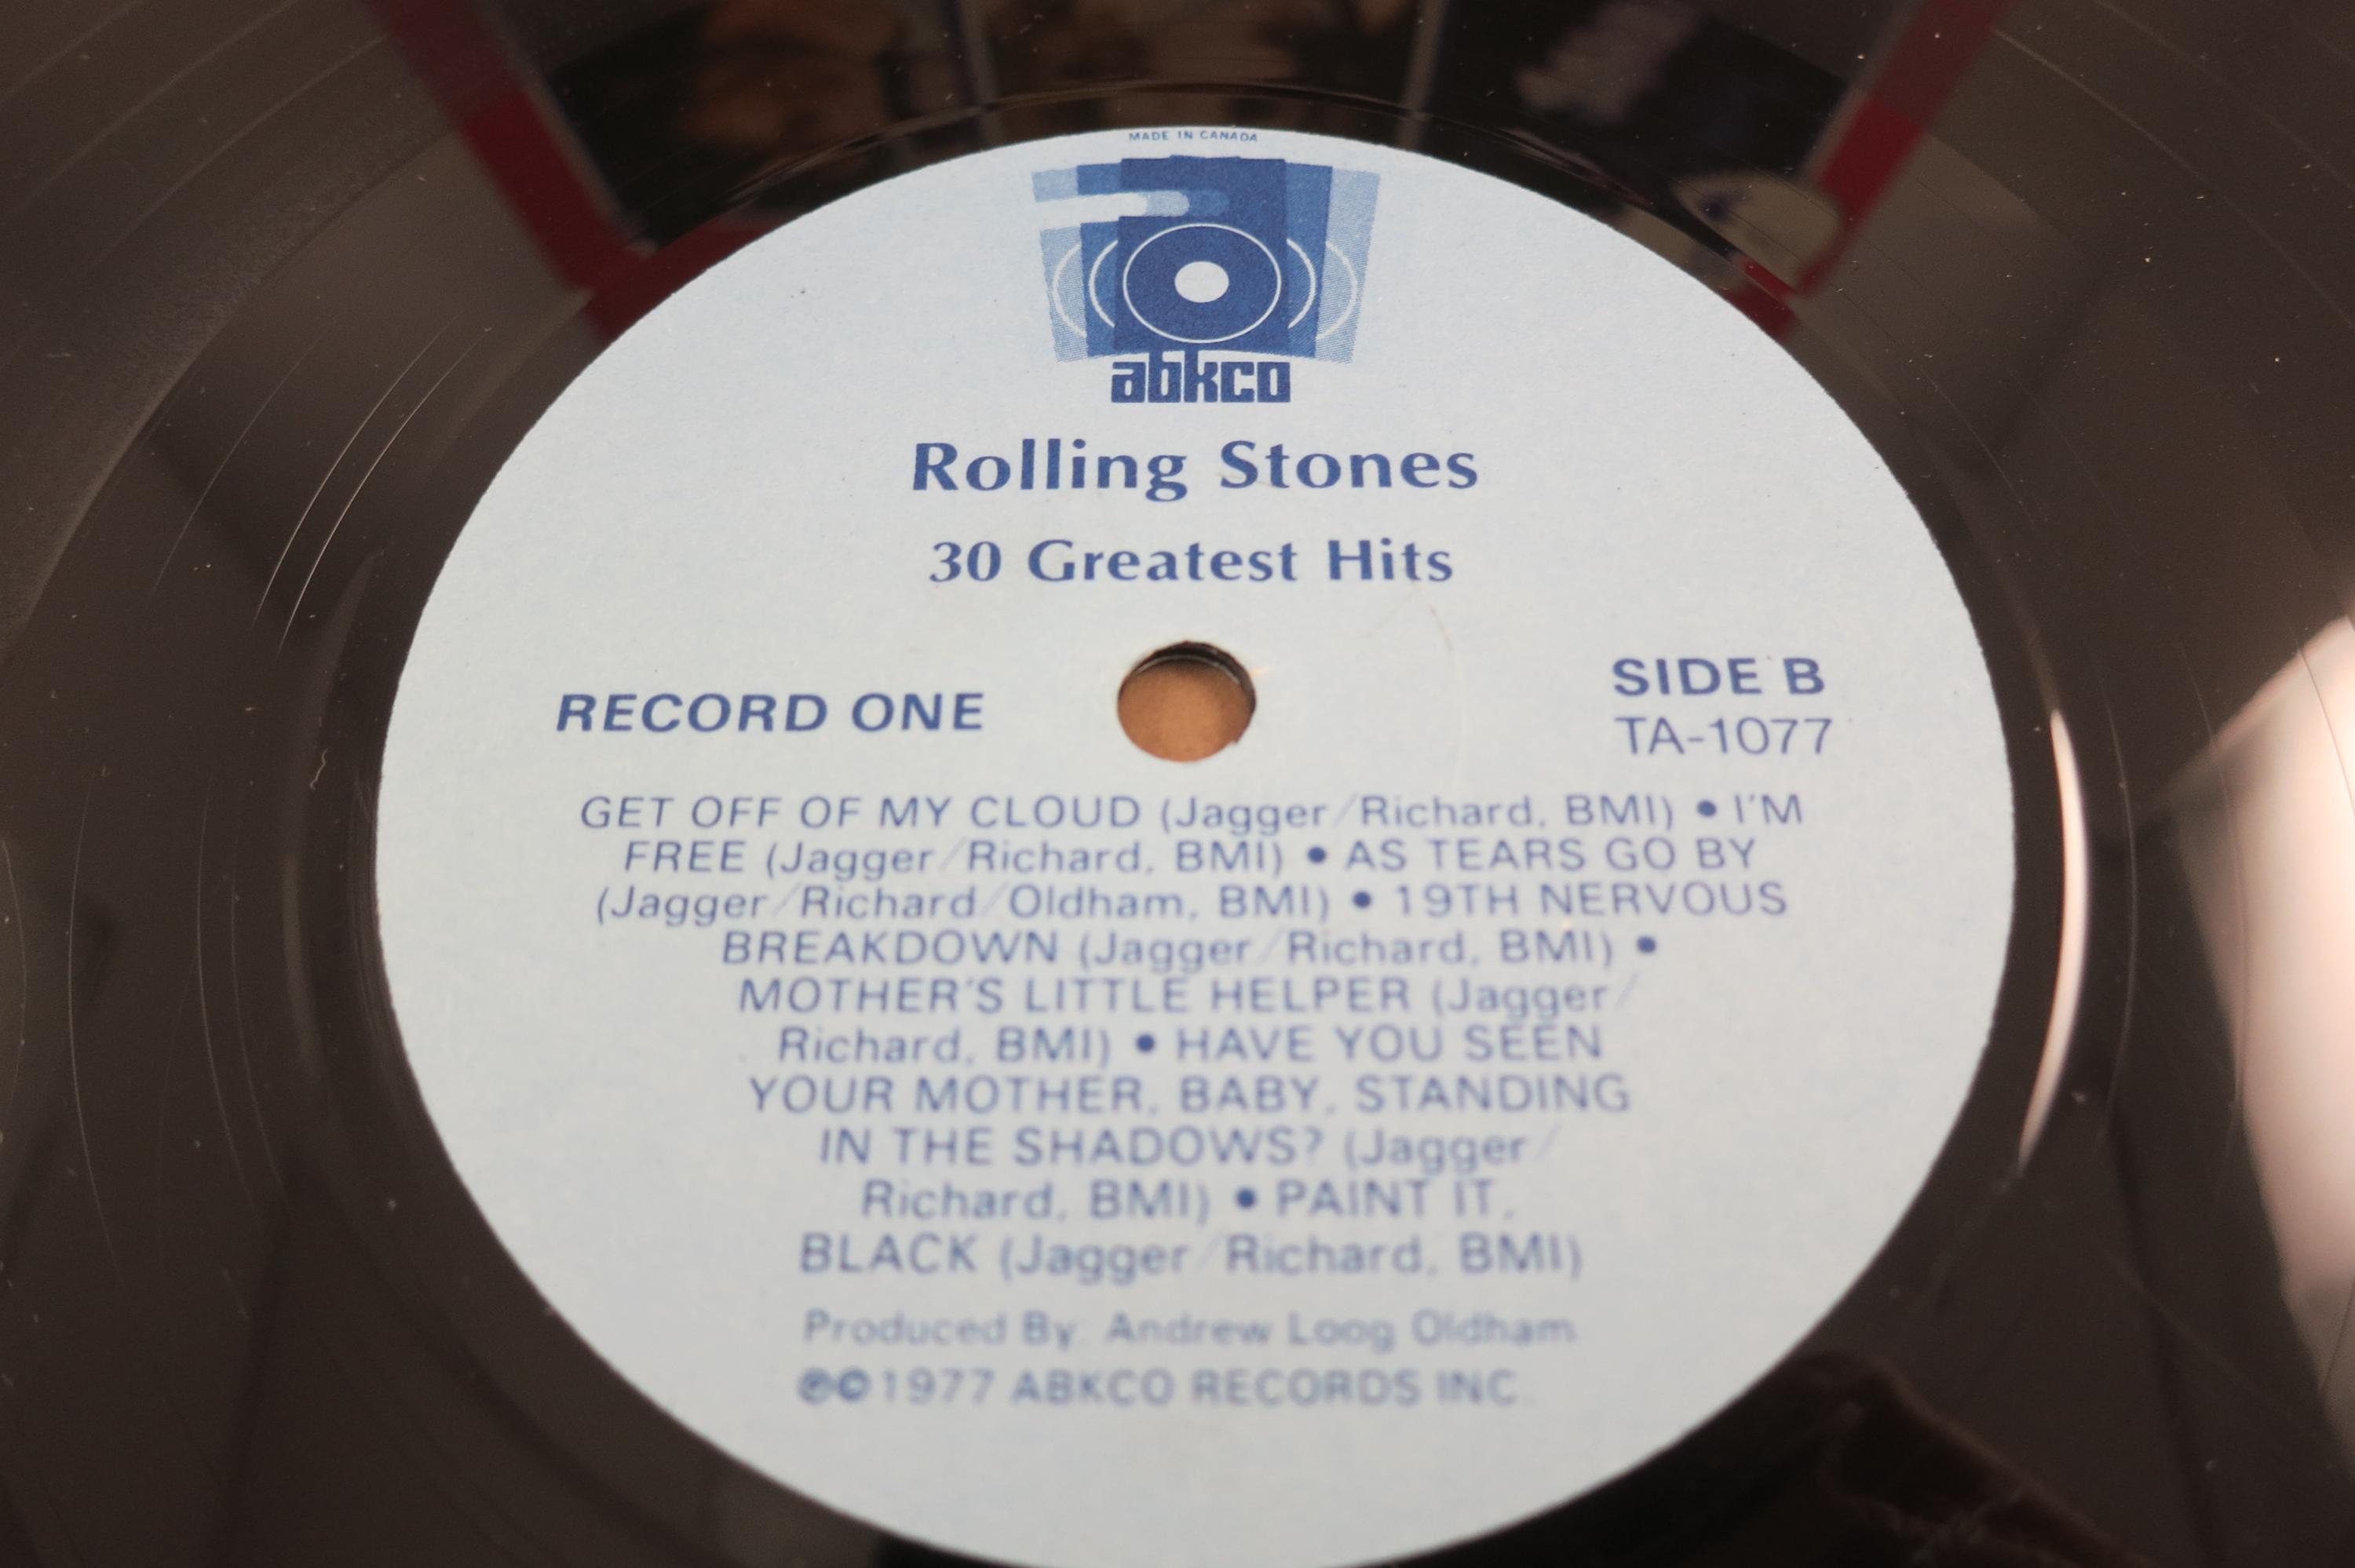 MADE IN CANADA
abkco
Rolling Stones
30 Greatest Hits
RECORD ONE
SIDE B
TA-1077
GET OFF OF MY CLOUD (Jagger/Richard, BMI) • I'M
FREE (Jagger/Richard, BMI) • AS TEARS GO BY
(Jagger/Richard/Oldham, BMI) • 19TH NERVOUS
BREAKDOWN (Jagger/Richard, BMI) •
MOTHER'S LITTLE HELPER (Jagger/
Richard, BMI) • HAVE YOU SEEN
YOUR MOTHER, BABY, STANDING
IN THE SHADOWS? (Jagger/
Richard, BMI) • PAINT IT,
BLACK (Jagger/Richard, BMI)
Produced By: Andrew Loog Oldham
℗©1977 ABKCO RECORDS INC.